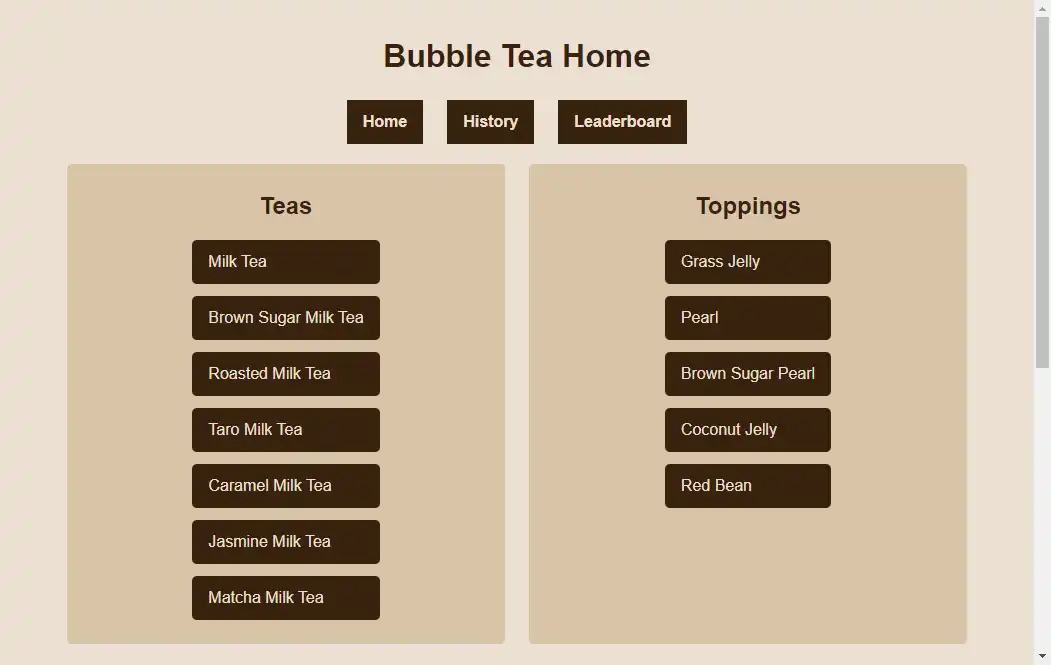 Bubble Tea Home
Home History Leaderboard
Teas
Milk Tea
Brown Sugar Milk Tea
Roasted Milk Tea
Taro Milk Tea
Caramel Milk Tea
Jasmine Milk Tea
Matcha Milk Tea
Toppings
Grass Jelly
Pearl
Brown Sugar Pearl
Coconut Jelly
Red Bean